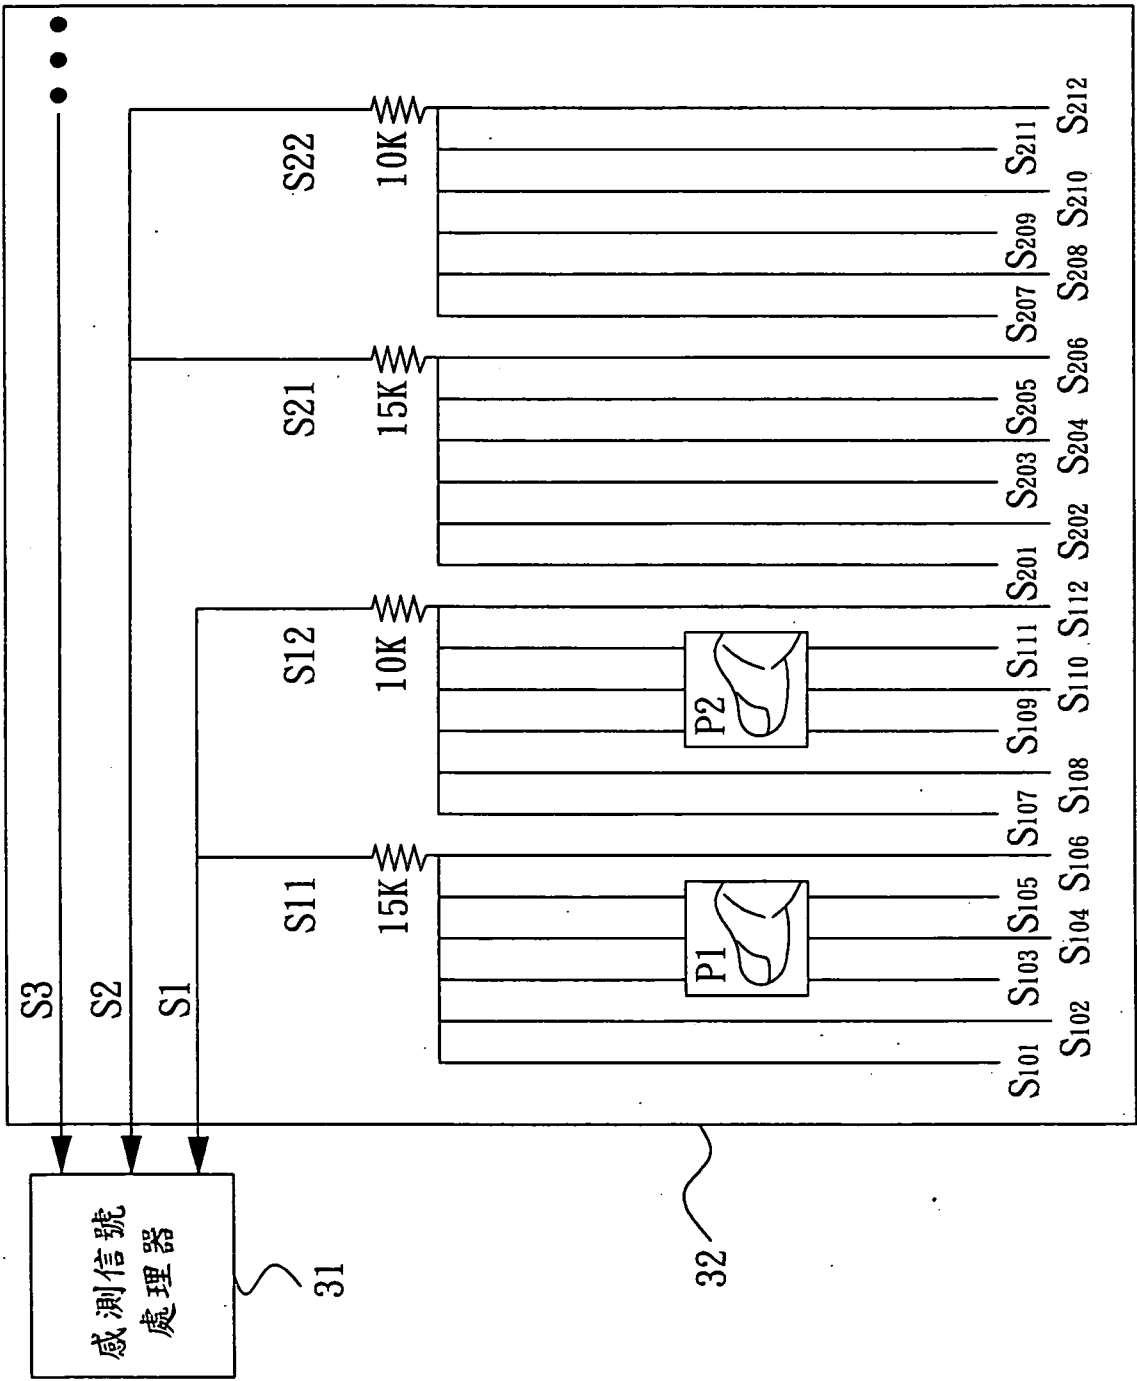 感測信號
處理器
31
32
S3
S2
S1
S11
S12
S21
S22
15K
10K
15K
10K
P1
P2
S101
S102
S103
S104
S105
S106
S107
S108
S109
S110
S111
S112
S201
S202
S203
S204
S205
S206
S207
S208
S209
S210
S211
S212